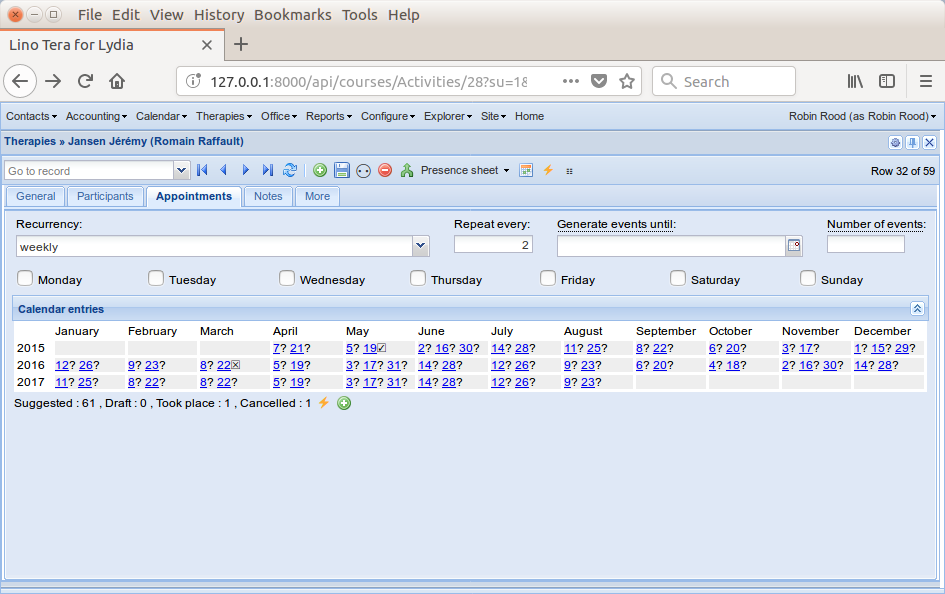 File Edit View History Bookmarks Tools Help
Lino Tera for Lydia
127.0.0.1:8000/api/courses/Activities/28?su=18
Search
Contacts Accounting Calendar Therapies Office Reports Configure Explorer Site Home Robin Rood (as Robin Rood)
Therapies » Jansen Jérémy (Romain Raffault)
Go to record Presence sheet Row 32 of 59
General Participants Appointments Notes More
Recurrency: Repeat every: Generate events until: Number of events:
weekly 2
Monday Tuesday Wednesday Thursday Friday Saturday Sunday
Calendar entries
January February March April May June July August September October November December
2015 7? 21? 5? 19☑ 2? 16? 30? 14? 28? 11? 25? 8? 22? 6? 20? 3? 17? 1? 15? 29?
2016 12? 26? 9? 23? 8? 22☒ 5? 19? 3? 17? 31? 14? 28? 12? 26? 9? 23? 6? 20? 4? 18? 2? 16? 30? 14? 28?
2017 11? 25? 8? 22? 8? 22? 5? 19? 3? 17? 31? 14? 28? 12? 26? 9? 23?
Suggested : 61 , Draft : 0 , Took place : 1 , Cancelled : 1